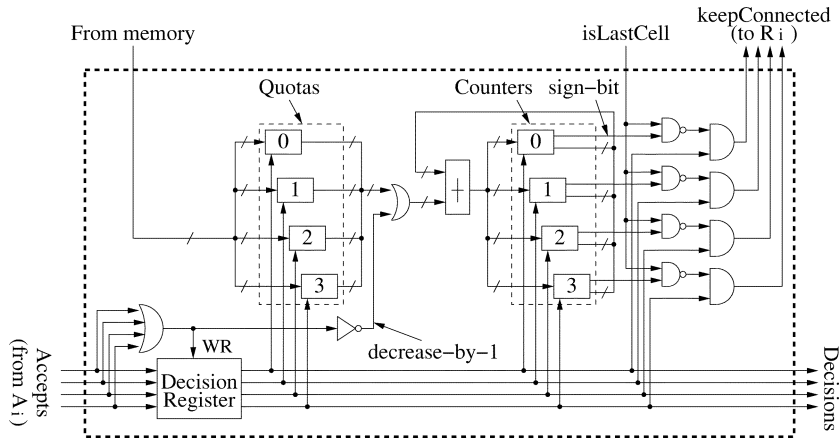 keepConnected
From memory
isLastCell
(to R i )
Quotas
Counters
sign−bit
0
0
+
1
1
2
2
3
3
decrease−by−1
WR
Accepts
(from A i )
Decision
Register
Decisions